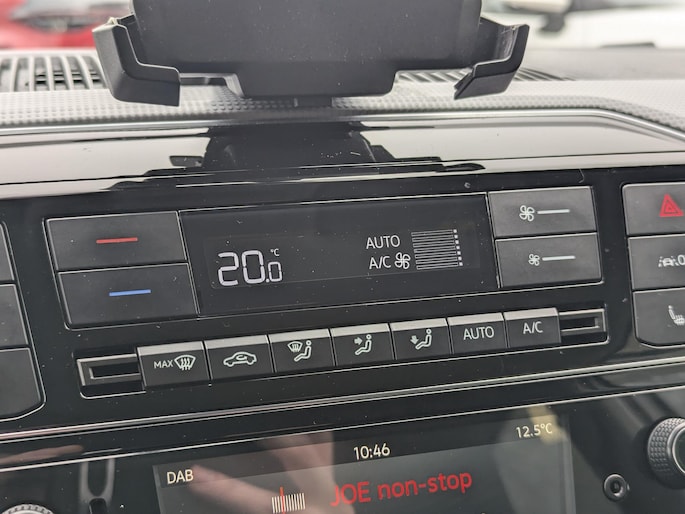 20.0 °C
AUTO
A/C
MAX
AUTO
A/C
10:46
12.5°C
DAB
JOE non-stop